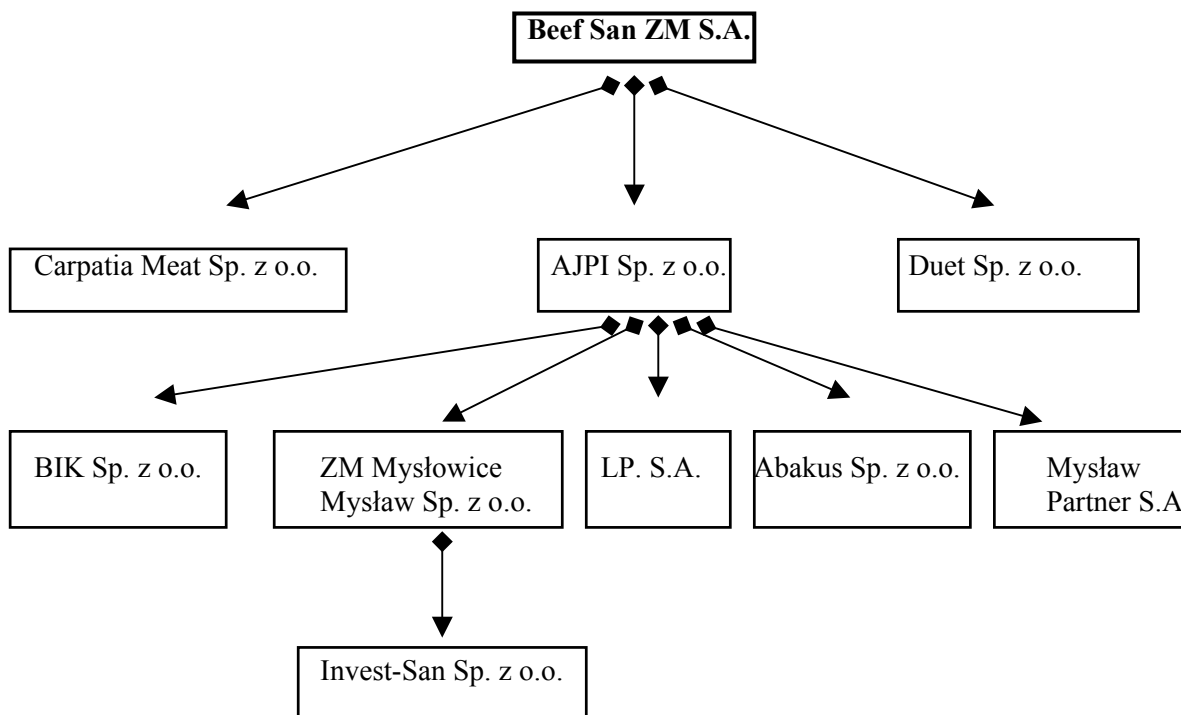 Beef San ZM S.A.
Carpatia Meat Sp. z o.o.
AJPI Sp. z o.o.
Duet Sp. z o.o.
BIK Sp. z o.o.
ZM Mysłowice
Mysław Sp. z o.o.
LP. S.A.
Abakus Sp. z o.o.
Mysław
Partner S.A
Invest-San Sp. z o.o.